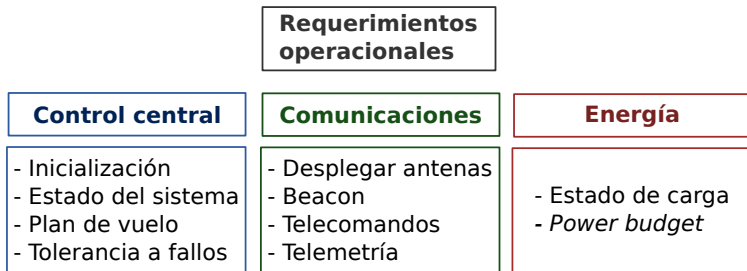 Requerimientos
operacionales
Control central
- Inicialización
- Estado del sistema
- Plan de vuelo
- Tolerancia a fallos
Comunicaciones
- Desplegar antenas
- Beacon
- Telecomandos
- Telemetría
Energía
- Estado de carga
- Power budget